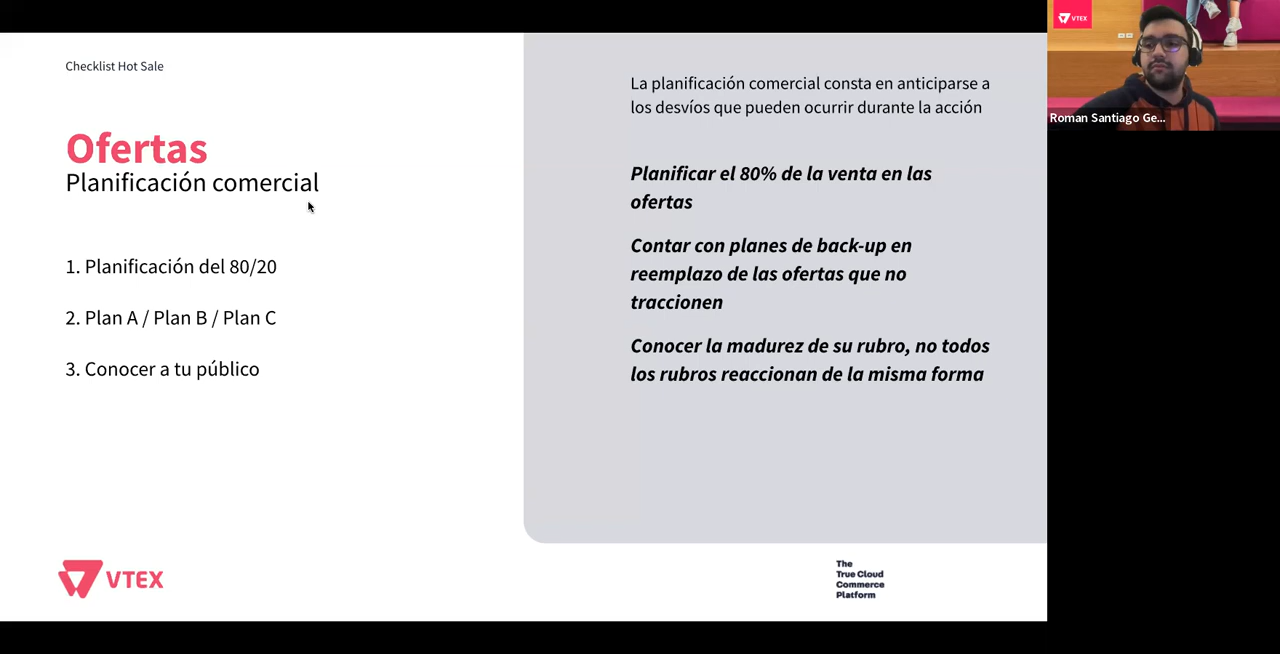 Checklist Hot Sale
Ofertas
Planificación comercial
1. Planificación del 80/20
2. Plan A / Plan B / Plan C
3. Conocer a tu público
La planificación comercial consta en anticiparse a
los desvíos que pueden ocurrir durante la acción
Planificar el 80% de la venta en las
ofertas
Contar con planes de back-up en
reemplazo de las ofertas que no
traccionen
Conocer la madurez de su rubro, no todos
los rubros reaccionan de la misma forma
VTEX
The
True Cloud
Commerce
Platform
VTEX
Roman Santiago Ge...